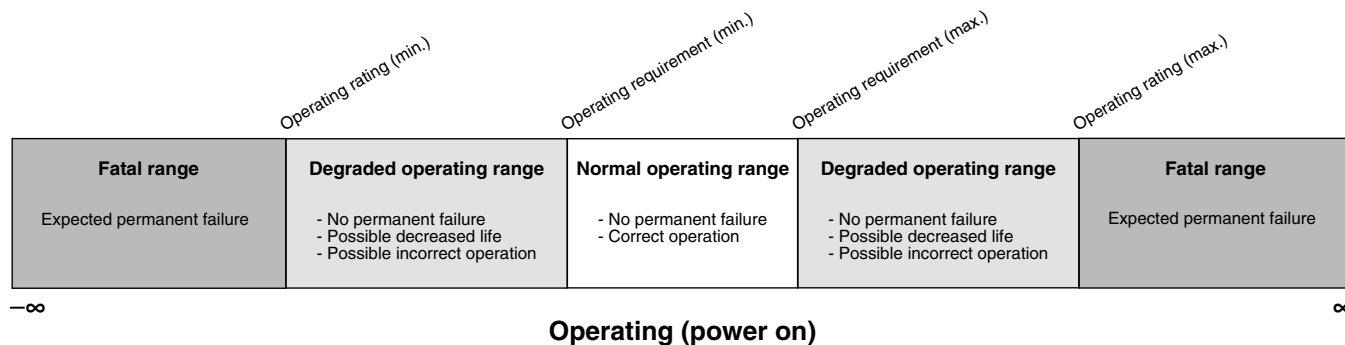 Operating rating (min.)
Operating requirement (min.)
Operating requirement (max.)
Operating rating (max.)
Fatal range
Expected permanent failure
Degraded operating range
- No permanent failure
- Possible decreased life
- Possible incorrect operation
Normal operating range
- No permanent failure
- Correct operation
Degraded operating range
- No permanent failure
- Possible decreased life
- Possible incorrect operation
Fatal range
Expected permanent failure
–∞
∞
Operating (power on)